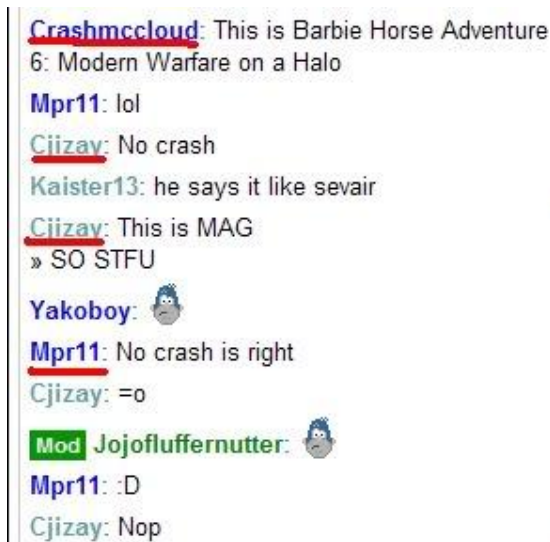 Crashmccloud: This is Barbie Horse Adventure
6: Modern Warfare on a Halo
Mpr11: lol
Cjizay: No crash
Kaister13: he says it like sevair
Cjizay: This is MAG
» SO STFU
Yakoboy:
Mpr11: No crash is right
Cjizay: =o
Mod Jojofluffernutter:
Mpr11: :D
Cjizay: Nop